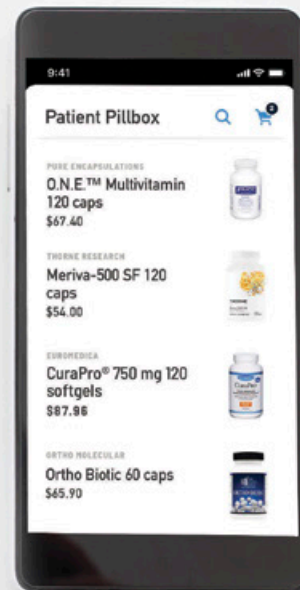 9:41
Patient Pillbox
2
PURE ENCAPSULATIONS
O.N.E.™ Multivitamin
120 caps
$67.40
THORNE RESEARCH
Meriva-500 SF 120
caps
$54.00
THORNE
EUROMEDICA
CuraPro® 750 mg 120
softgels
$87.96
CuraPro
ORTHO MOLECULAR
Ortho Biotic 60 caps
$65.90